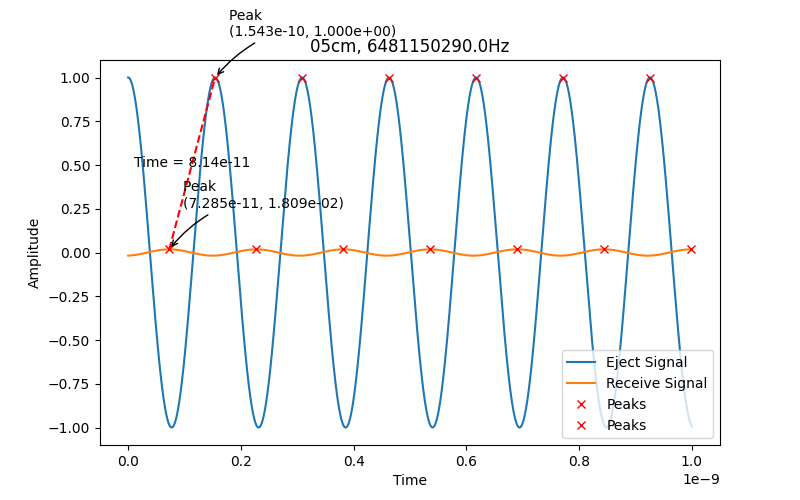 Peak
(1.543e-10, 1.000e+00)
05cm, 6481150290.0Hz
Time = 8.14e-11
Peak
(7.285e-11, 1.809e-02)
Amplitude
1.00
0.75
0.50
0.25
0.00
−0.25
−0.50
−0.75
−1.00
Eject Signal
Receive Signal
Peaks
Peaks
0.0 0.2 0.4 0.6 0.8 1.0
1e−9
Time